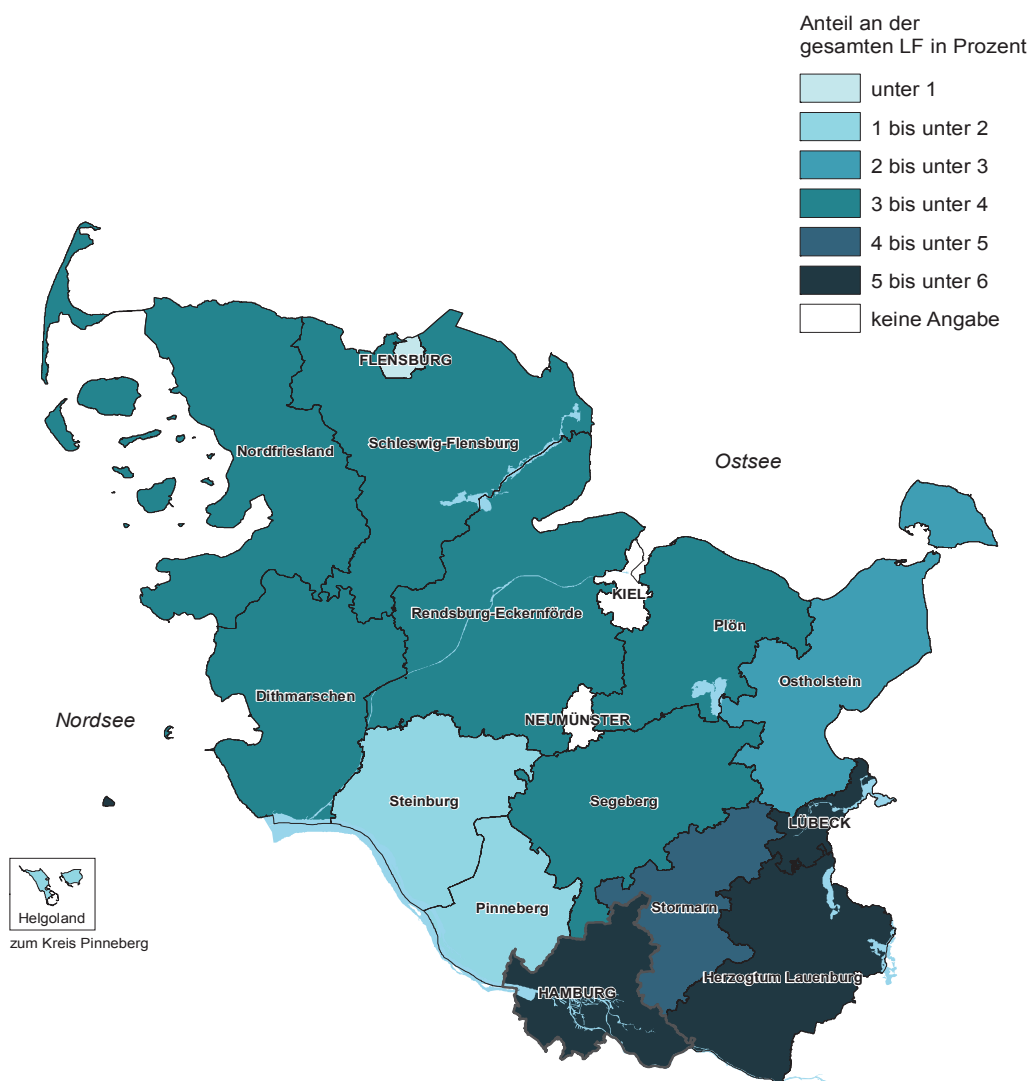 Anteil an der
gesamten LF in Prozent
unter 1
1 bis unter 2
2 bis unter 3
3 bis unter 4
4 bis unter 5
5 bis unter 6
keine Angabe
FLENSBURG
Schleswig-Flensburg
Nordfriesland
Ostsee
KIEL
Rendsburg-Eckernförde
Plön
Ostholstein
Dithmarschen
Nordsee
NEUMÜNSTER
Steinburg
Segeberg
LÜBECK
Pinneberg
Stormarn
Helgoland
zum Kreis Pinneberg
Herzogtum Lauenburg
HAMBURG